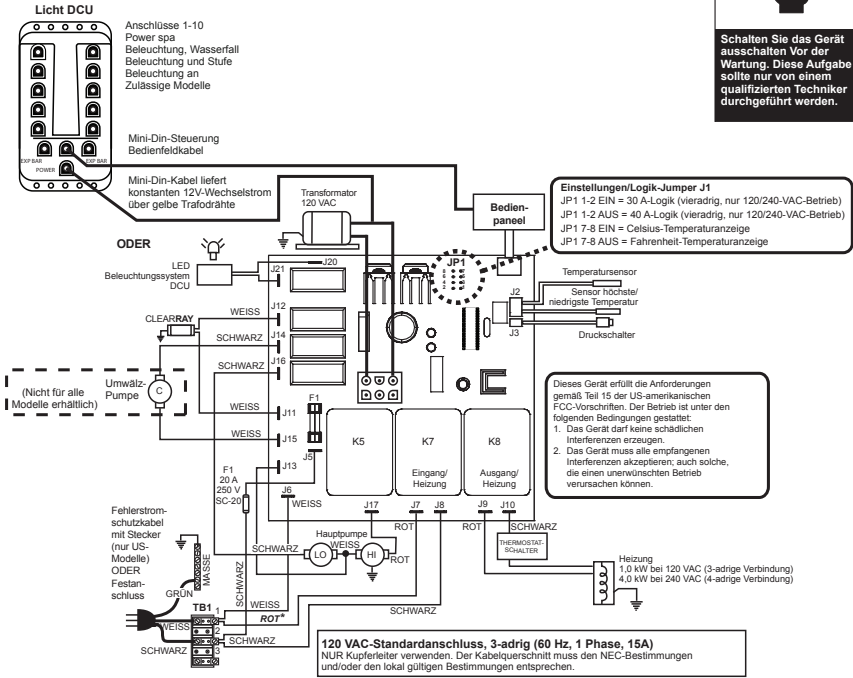 Licht DCU
Anschlüsse 1-10
Power spa
Beleuchtung, Wasserfall
Beleuchtung und Stufe
Beleuchtung an
Zulässige Modelle
Schalten Sie das Gerät
ausschalten Vor der
Wartung. Diese Aufgabe
sollte nur von einem
qualifizierten Techniker
durchgeführt werden.
Mini-Din-Steuerung
Bedienfeldkabel
EXP BAR
EXP BAR
POWER
Mini-Din-Kabel liefert
konstanten 12V-Wechselstrom
über gelbe Trafodrähte
Transformator
120 VAC
Bedien-
paneel
Einstellungen/Logik-Jumper J1
JP1 1-2 EIN = 30 A-Logik (vieradrig, nur 120/240-VAC-Betrieb)
JP1 1-2 AUS = 40 A-Logik (vieradrig, nur 120/240-VAC-Betrieb)
JP1 7-8 EIN = Celsius-Temperaturanzeige
JP1 7-8 AUS = Fahrenheit-Temperaturanzeige
ODER
LED
Beleuchtungssystem
DCU
J20
J21
JP1
Temperatursensor
Sensor höchste/
niedrigste Temperatur
Druckschalter
J2
J3
CLEARRAY
WEISS
J12
SCHWARZ
J14
SCHWARZ
J16
(Nicht für alle
Modelle erhältlich)
Umwälz-
Pumpe
C
WEISS
J11
WEISS
J15
J13
F1
J5
K5
K7
Eingang/
Heizung
K8
Ausgang/
Heizung
Dieses Gerät erfüllt die Anforderungen
gemäß Teil 15 der US-amerikanischen
FCC-Vorschriften. Der Betrieb ist unter den
folgenden Bedingungen gestattet:
1. Das Gerät darf keine schädlichen
Interferenzen erzeugen.
2. Das Gerät muss alle empfangenen
Interferenzen akzeptieren; auch solche,
die einen unerwünschten Betrieb
verursachen können.
F1
20 A
250 V
SC-20
J6
WEISS
J17
J7
J8
J9
J10
ROT
ROT
SCHWARZ
Hauptpumpe
WEISS
SCHWARZ
LO
HI
ROT
THERMOSTAT-
SCHALTER
Heizung
1,0 kW bei 120 VAC (3-adrige Verbindung)
4,0 kW bei 240 VAC (4-adrige Verbindung)
Fehlerstrom-
schutzkabel
mit Stecker
(nur US-
Modelle)
ODER
Festan-
schluss
MASSE
GRÜN
SCHWARZ
TB1
1
2
3
WEISS
ROT*
WEISS
SCHWARZ
SCHWARZ
SCHWARZ
120 VAC-Standardanschluss, 3-adrig (60 Hz, 1 Phase, 15A)
NUR Kupferleiter verwenden. Der Kabelquerschnitt muss den NEC-Bestimmungen
und/oder den lokal gültigen Bestimmungen entsprechen.